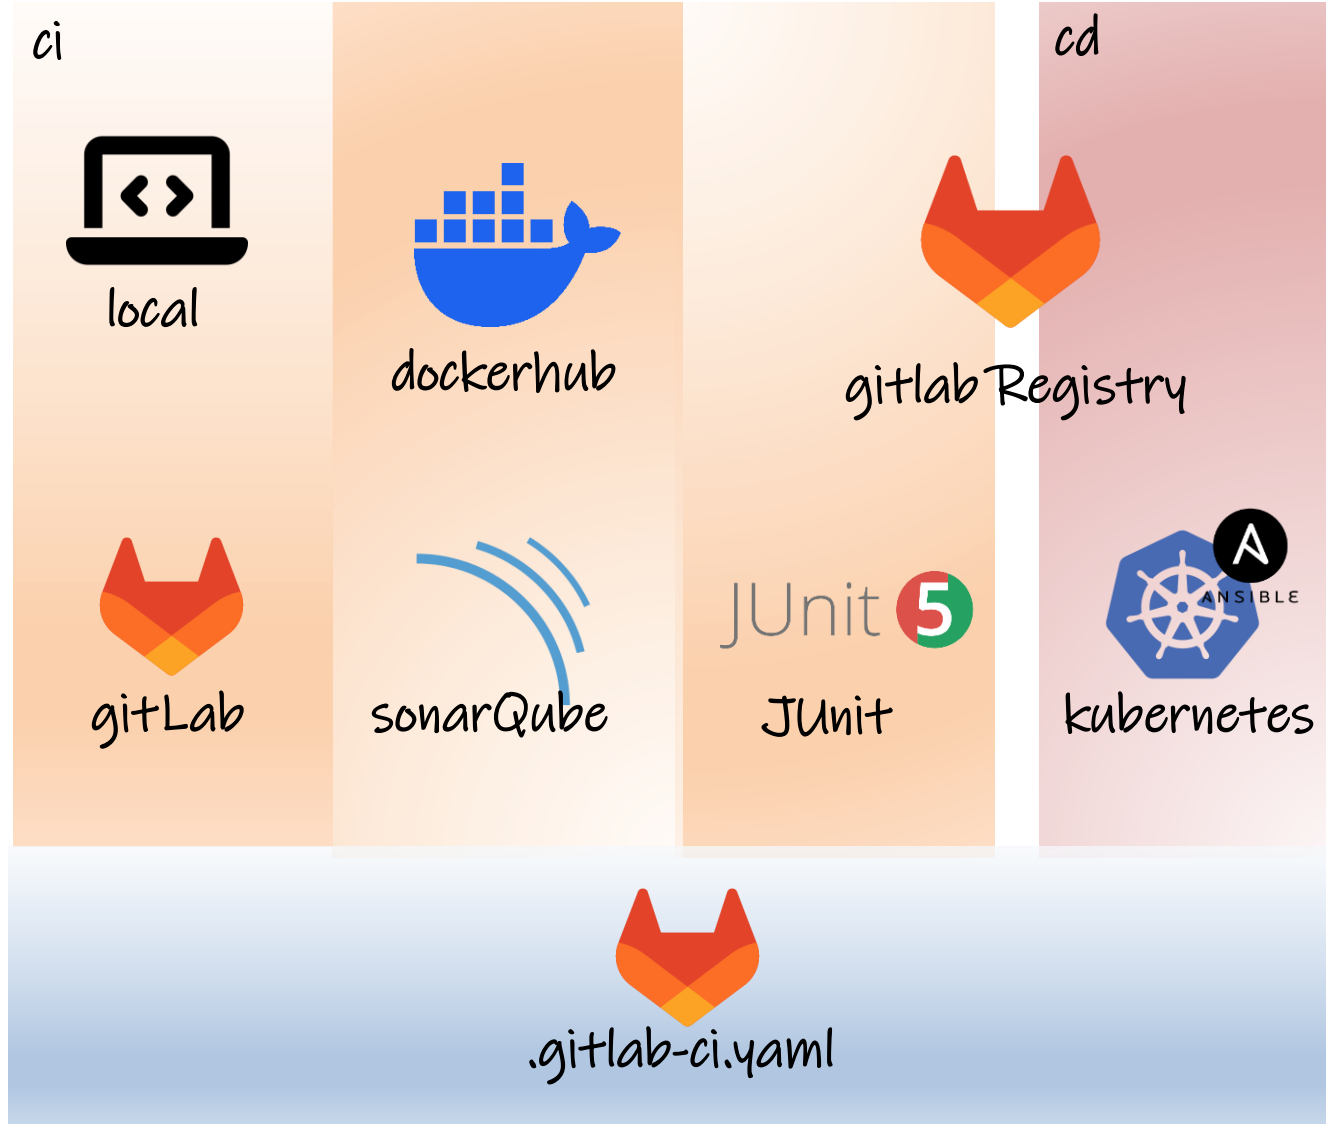 ci
cd
local
dockerhub
gitlab Registry
JUnit 5
A
ANSIBLE
gitLab
sonarQube
JUnit
kubernetes
.gitlab-ci.yaml